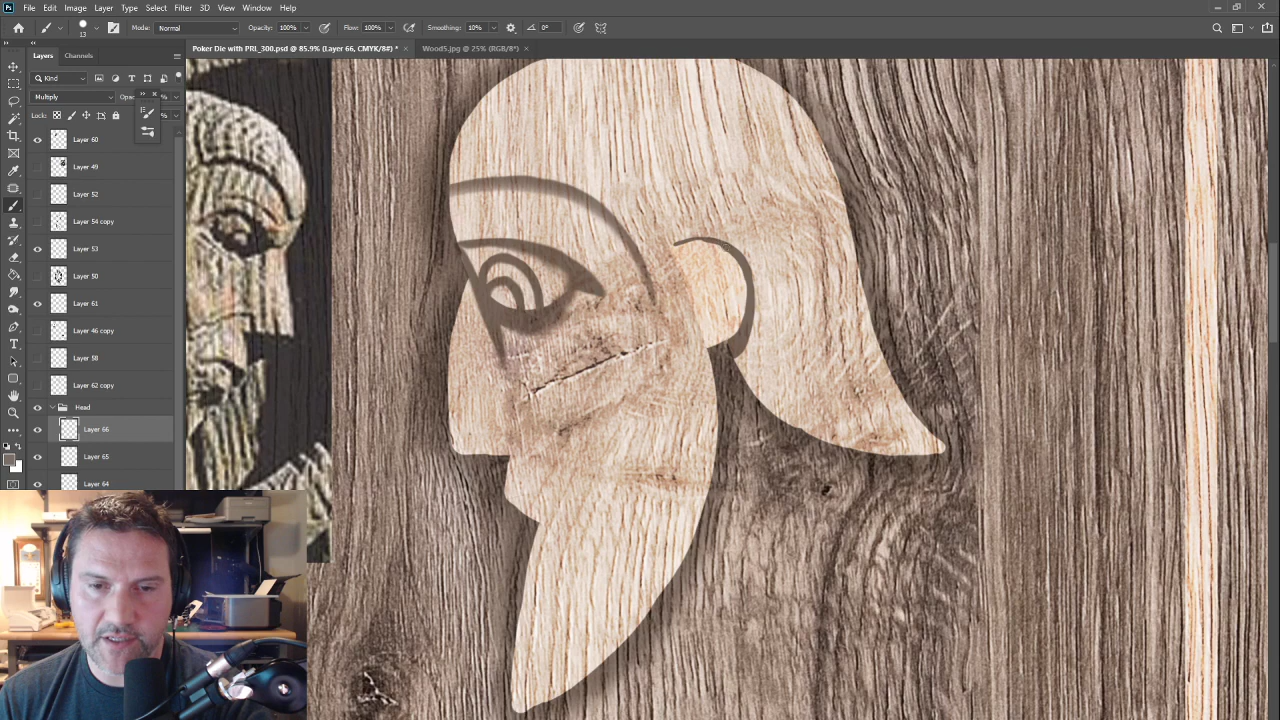 File Edit Image Layer Type Select Filter 3D View Window Help
13 Mode: Normal Opacity: 100% Flow: 100% Smoothing: 10% 0°
Layers Channels Poker Die with PRI_300.psd @ 85.9% (Layer 66, CMYK/8#) * Wood5.jpg @ 25% (RGB/8*)
Kind
Multiply
Lock:
Layer 60
Layer 49
Layer 52
Layer 54 copy
Layer 53
Layer 50
Layer 61
Layer 46 copy
Layer 58
Layer 62 copy
Head
Layer 66
Layer 65
Layer 64